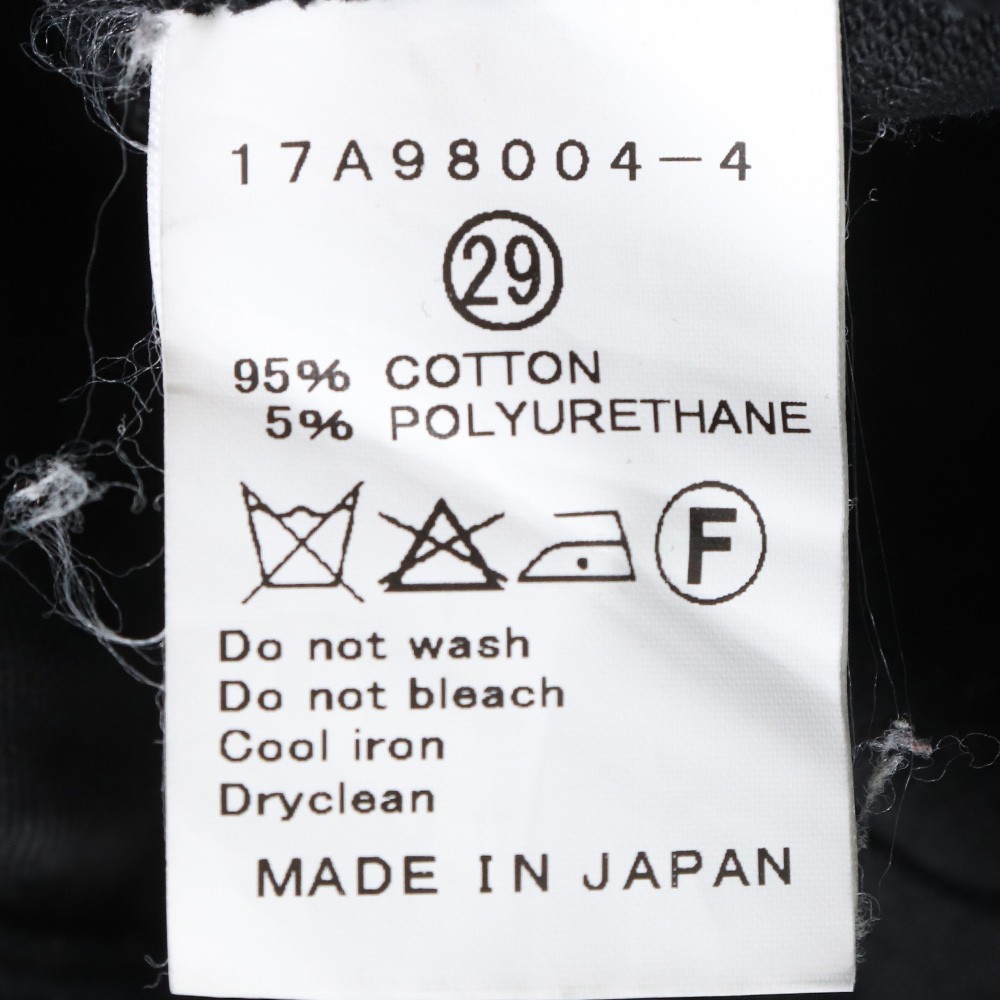 17A98004-4
29
95% COTTON
5% POLYURETHANE
F
Do not wash
Do not bleach
Cool iron
Dryclean
MADE IN JAPAN